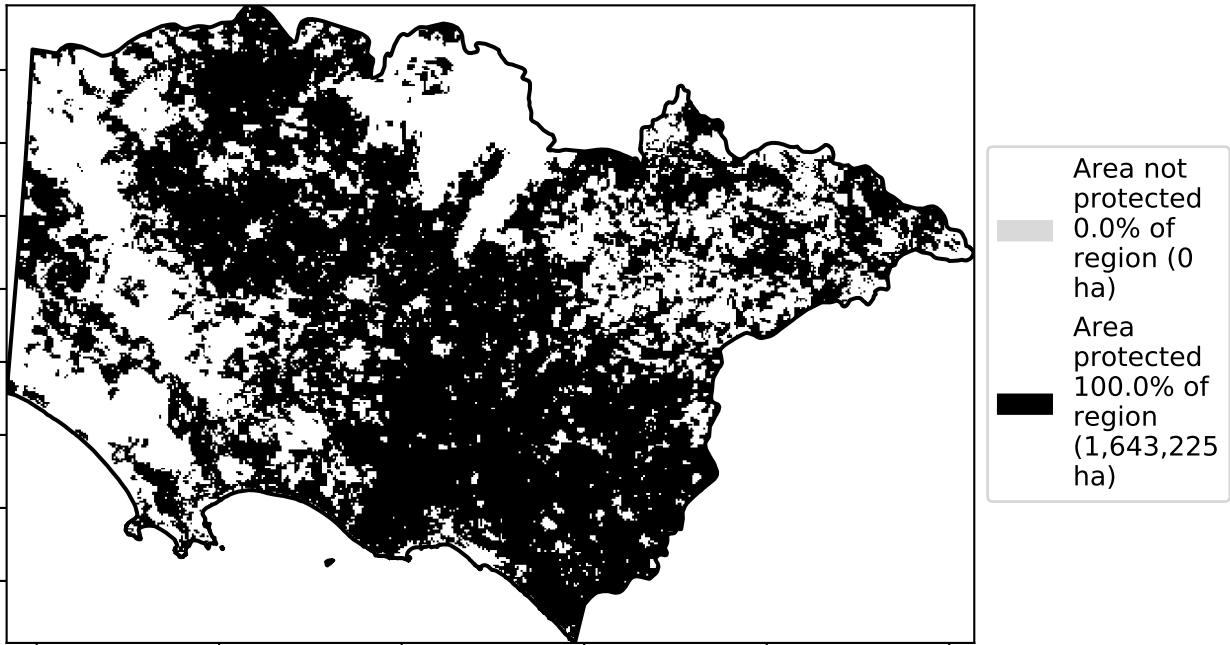 Area not
protected
0.0% of
region (0
ha)
Area
protected
100.0% of
region
(1,643,225
ha)